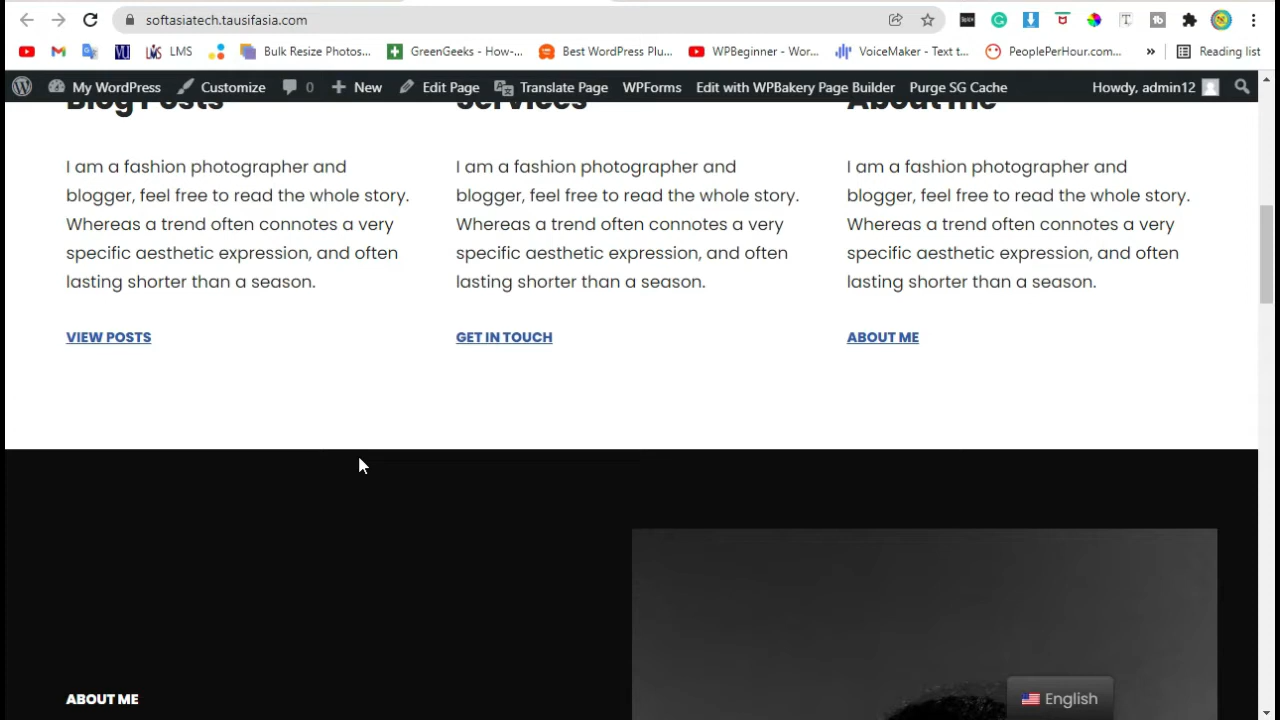 softasiatech.tausifasia.com
LMS
Bulk Resize Photos...
GreenGeeks - How-...
Best WordPress Plu...
WPBeginner - Wor...
VoiceMaker - Text t...
PeoplePerHour.com...
»
Reading list
My WordPress
Customize
0
New
Edit Page
Translate Page
WPForms
Edit with WPBakery Page Builder
Purge SG Cache
Howdy, admin12
Blog Posts
Services
About me
I am a fashion photographer and
blogger, feel free to read the whole story.
Whereas a trend often connotes a very
specific aesthetic expression, and often
lasting shorter than a season.
VIEW POSTS
I am a fashion photographer and
blogger, feel free to read the whole story.
Whereas a trend often connotes a very
specific aesthetic expression, and often
lasting shorter than a season.
GET IN TOUCH
I am a fashion photographer and
blogger, feel free to read the whole story.
Whereas a trend often connotes a very
specific aesthetic expression, and often
lasting shorter than a season.
ABOUT ME
ABOUT ME
English